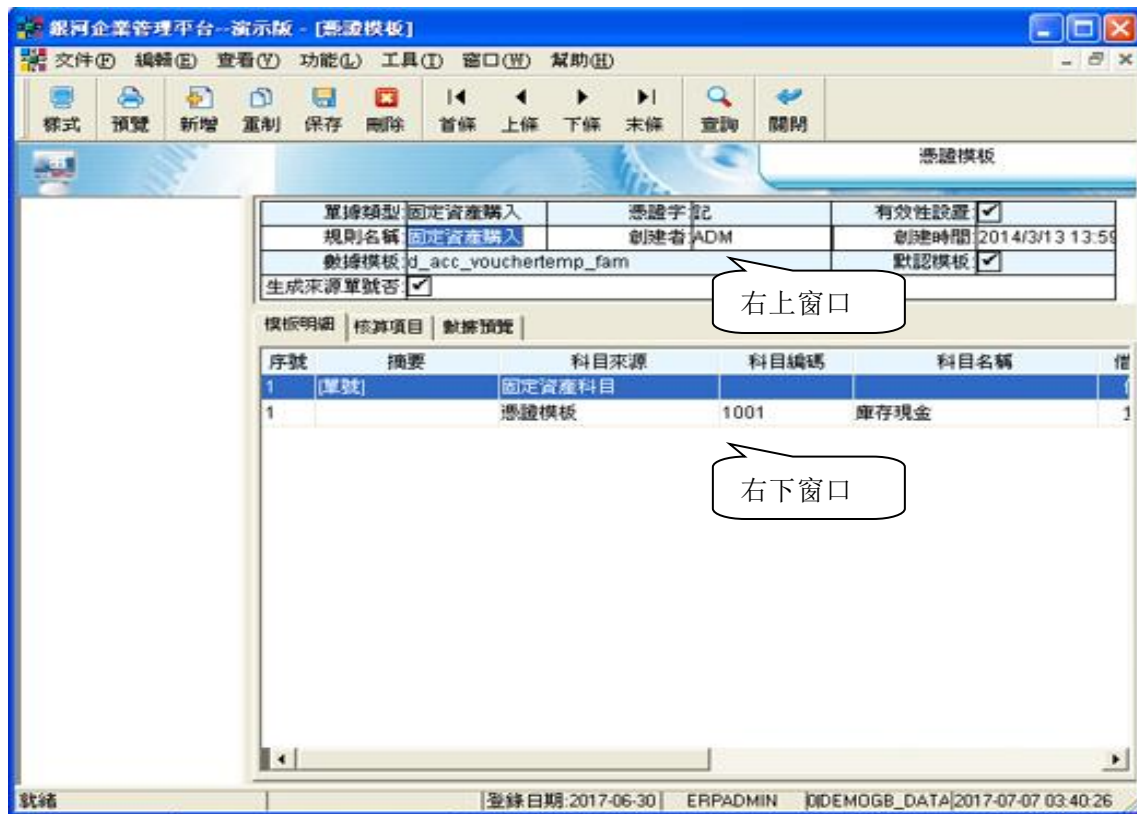 銀河企業管理平台--演示版 - [憑證模板]
文件(F) 編輯(E) 查看(V) 功能(L) 工具(T) 窗口(W) 幫助(H)
樣式 預覽 新增 重制 保存 刪除 首條 上條 下條 末條 查詢 關閉
憑證模板
單據類型:固定資產購入 憑證字:記 有效性設置:
規則名稱:固定資產購入 創建者:ADM 創建時間:2014/3/13 13:59
數據模板:d_acc_vouchertemp_fam 默認模板:
生成來源單號否:
右上窗口
模板明細 核算項目 數據預覽
序號 摘要 科目來源 科目編碼 科目名稱 借
1 [單號] 固定資產科目
1 憑證模板 1001 庫存現金 1
右下窗口
就緒 登錄日期:2017-06-30 ERPADMIN 0|DEMOGB_DATA 2017-07-07 03:40:26